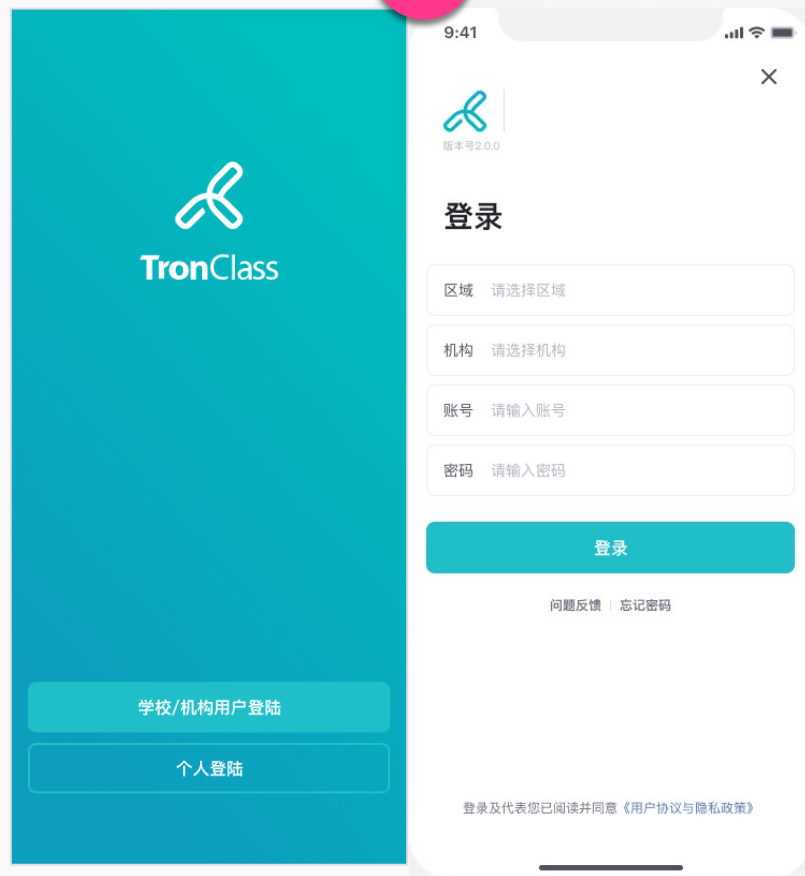 TronClass
学校/机构用户登陆
个人登陆
9:41
版本号2.0.0
登录
区域 请选择区域
机构 请选择机构
账号 请输入账号
密码 请输入密码
登录
问题反馈 | 忘记密码
登录及代表您已阅读并同意《用户协议与隐私政策》